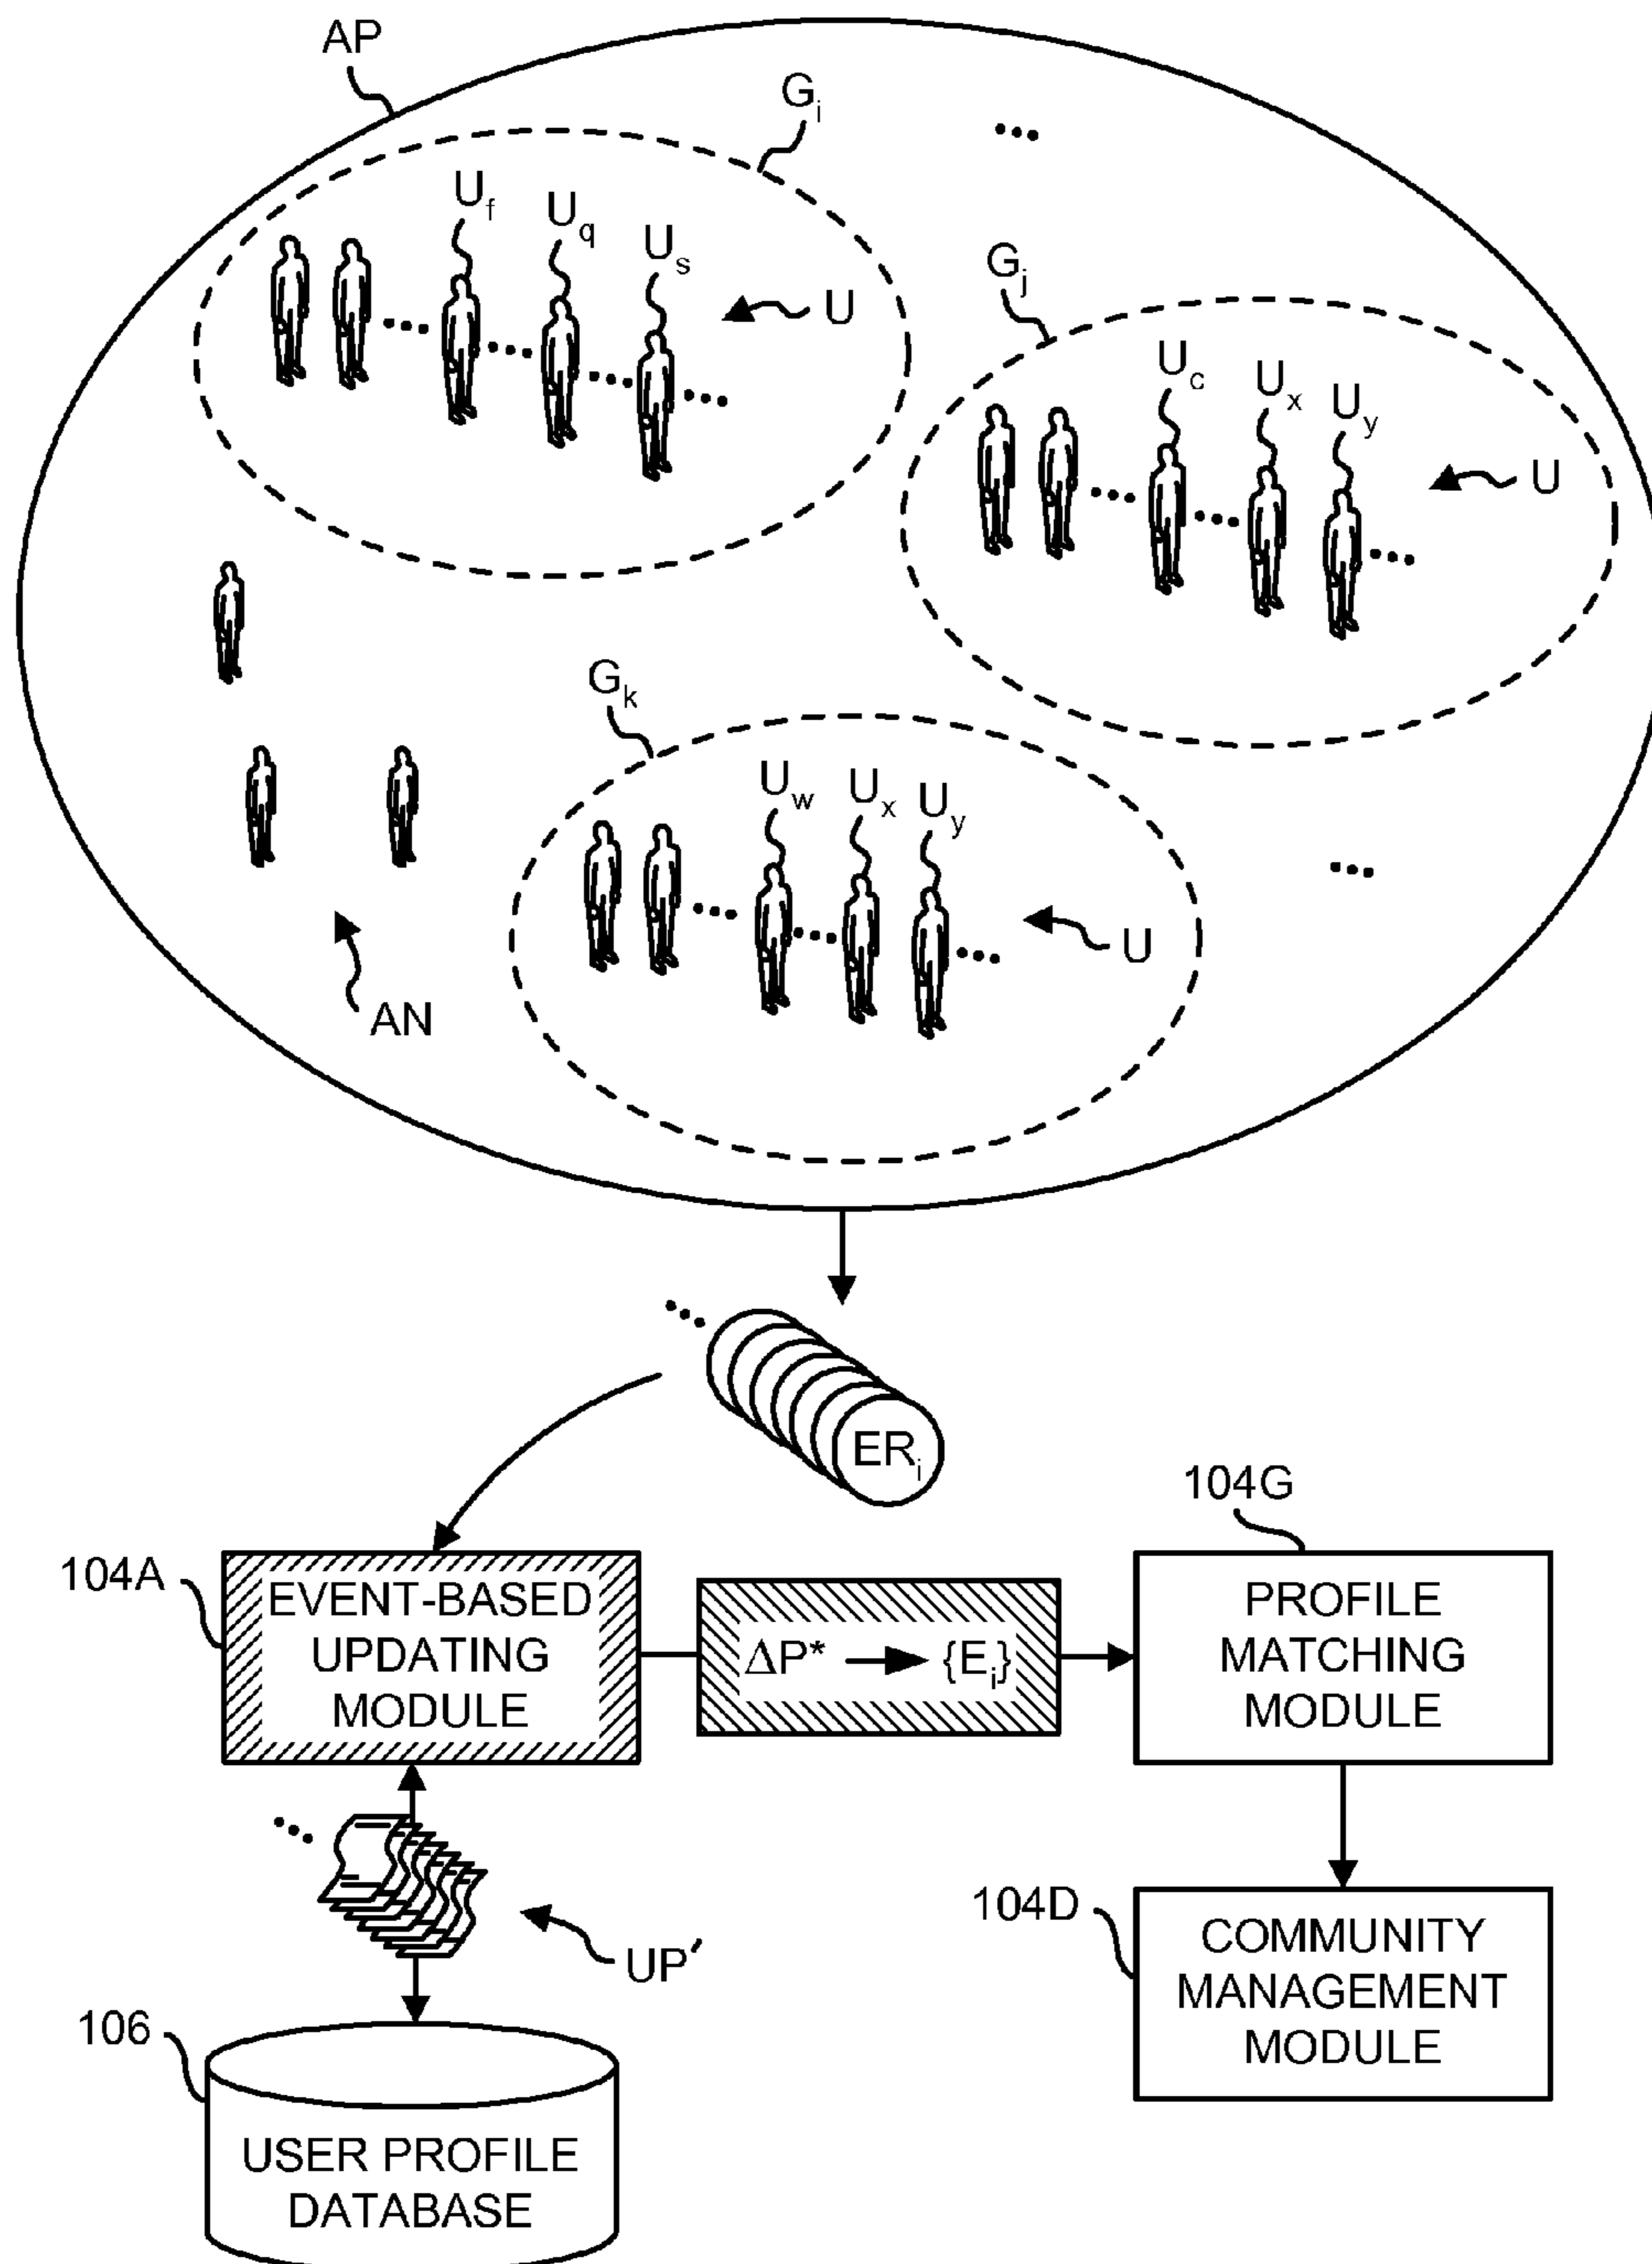 AP
G_i
...
U_f
U_q
U_s
U
G_j
U_c
U_x
U_y
U
G_k
U_w
U_x
U_y
U
...
AN
ER_i
104G
104A
EVENT-BASED
UPDATING
MODULE
ΔP* → {E_i}
PROFILE
MATCHING
MODULE
UP′
104D
COMMUNITY
MANAGEMENT
MODULE
106
USER PROFILE
DATABASE